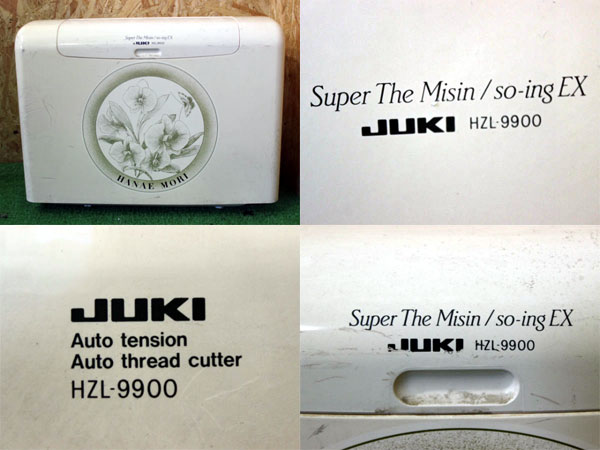 Super The Misin / so-ing EX
JUKI HZL-9900
HANAE MORI
Super The Misin / so-ing EX
JUKI HZL-9900
JUKI
Auto tension
Auto thread cutter
HZL-9900
Super The Misin / so-ing EX
JUKI HZL-9900